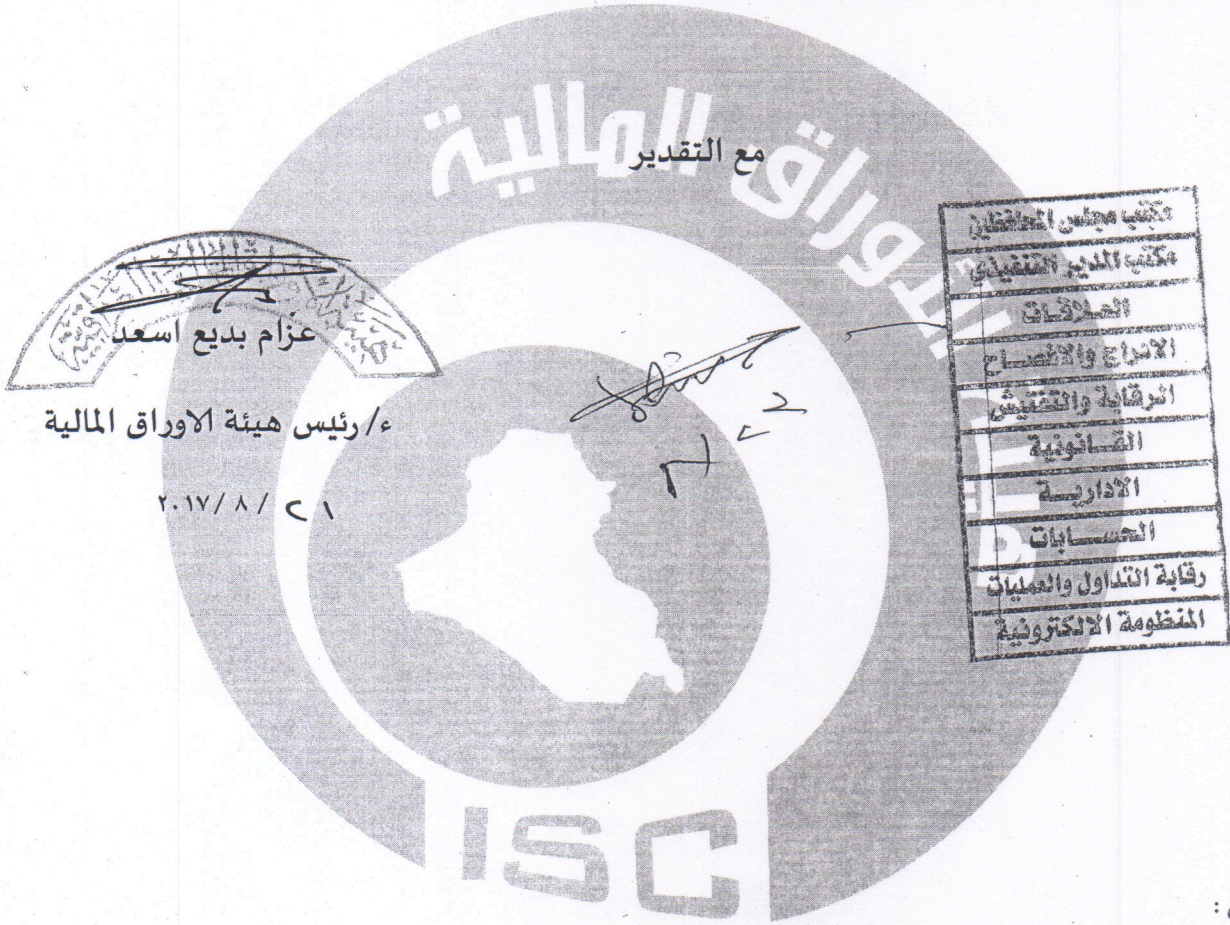 مع التقدير
الاوراق المالية
عزام بديع اسعد
ء/ رئيس هيئة الاوراق المالية
٢١ / ٨ / ٢٠١٧
مكتب مجلس المحافظين
مكتب المدير التنفيذي
العلاقات
الادراج والافصاح
الرقابة والتفتيش
القانونية
الادارية
الحسابات
رقابة التداول والعمليات
المنظومة الالكترونية
ISC